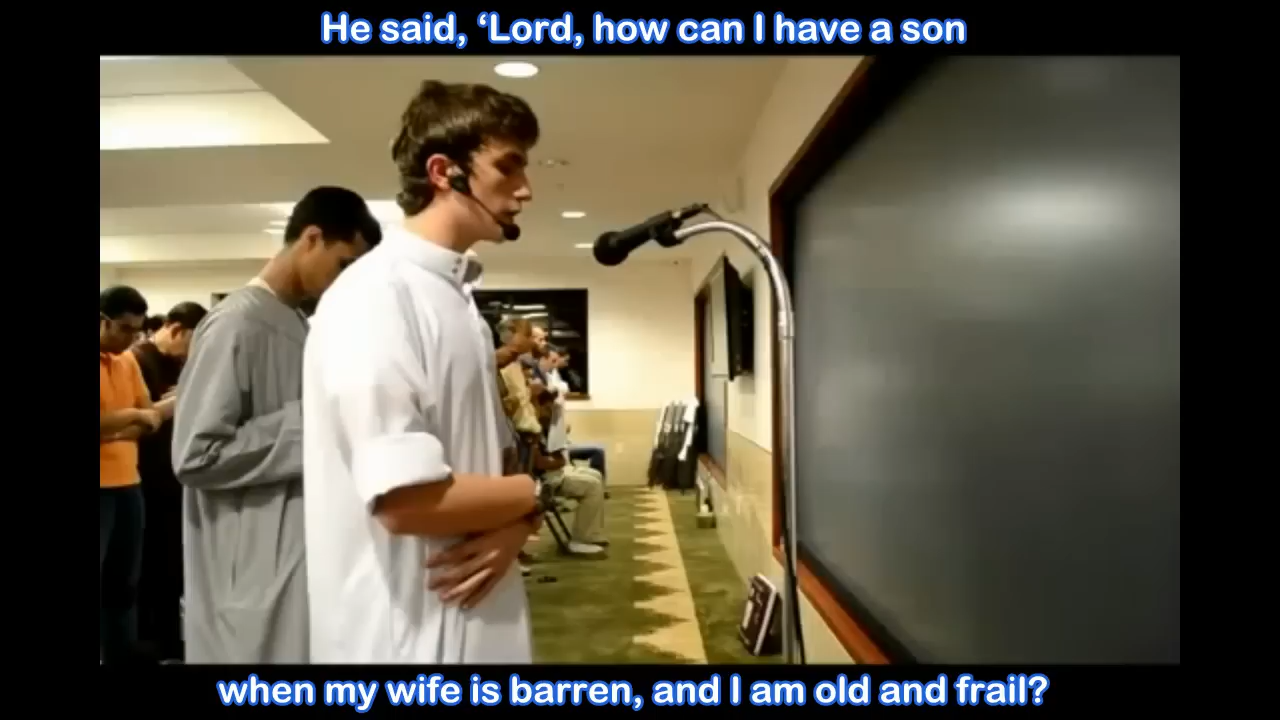 He said, ‘Lord, how can I have a son
when my wife is barren, and I am old and frail?